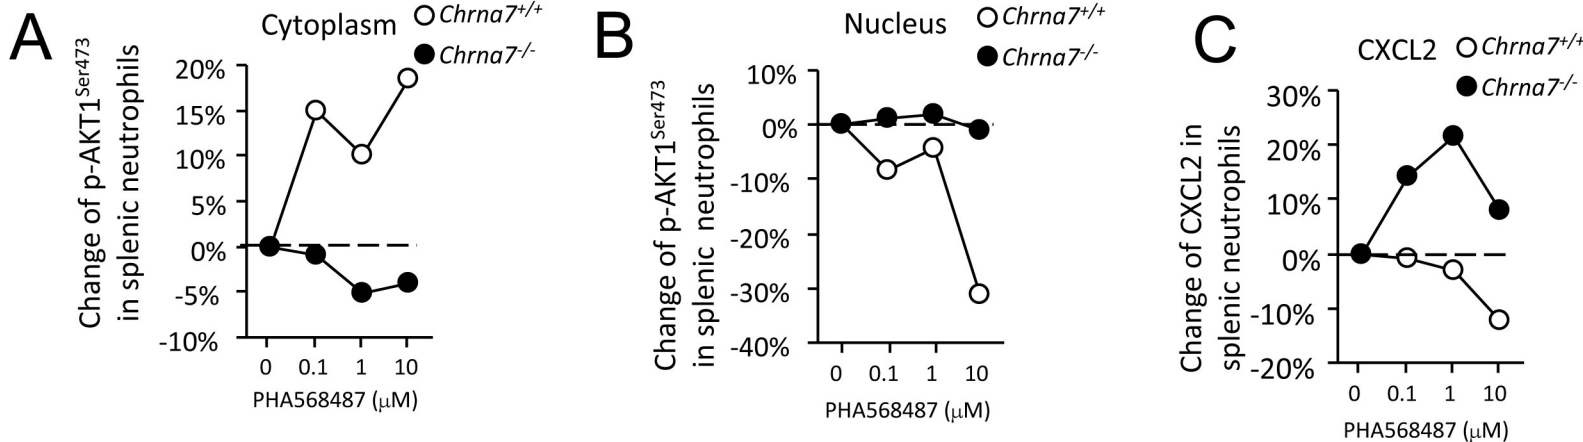 A
Cytoplasm
Chrna7+/+
Chrna7-/-
Change of p-AKT1Ser473
in splenic neutrophils
20%
15%
10%
5%
0%
-5%
-10%
0 0.1 1 10
PHA568487 (μM)
B
Nucleus
Chrna7+/+
Chrna7-/-
Change of p-AKT1Ser473
in splenic neutrophils
10%
0%
-10%
-20%
-30%
-40%
0 0.1 1 10
PHA568487 (μM)
C
CXCL2
Chrna7+/+
Chrna7-/-
Change of CXCL2 in
splenic neutrophils
30%
20%
10%
0%
-10%
-20%
0 0.1 1 10
PHA568487 (μM)